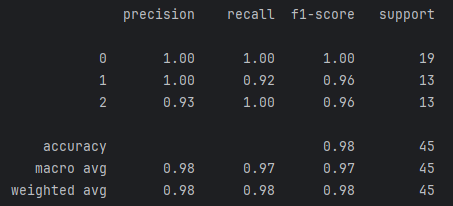 precision recall f1-score support
0 1.00 1.00 1.00 19
1 1.00 0.92 0.96 13
2 0.93 1.00 0.96 13
accuracy 0.98 45
macro avg 0.98 0.97 0.97 45
weighted avg 0.98 0.98 0.98 45